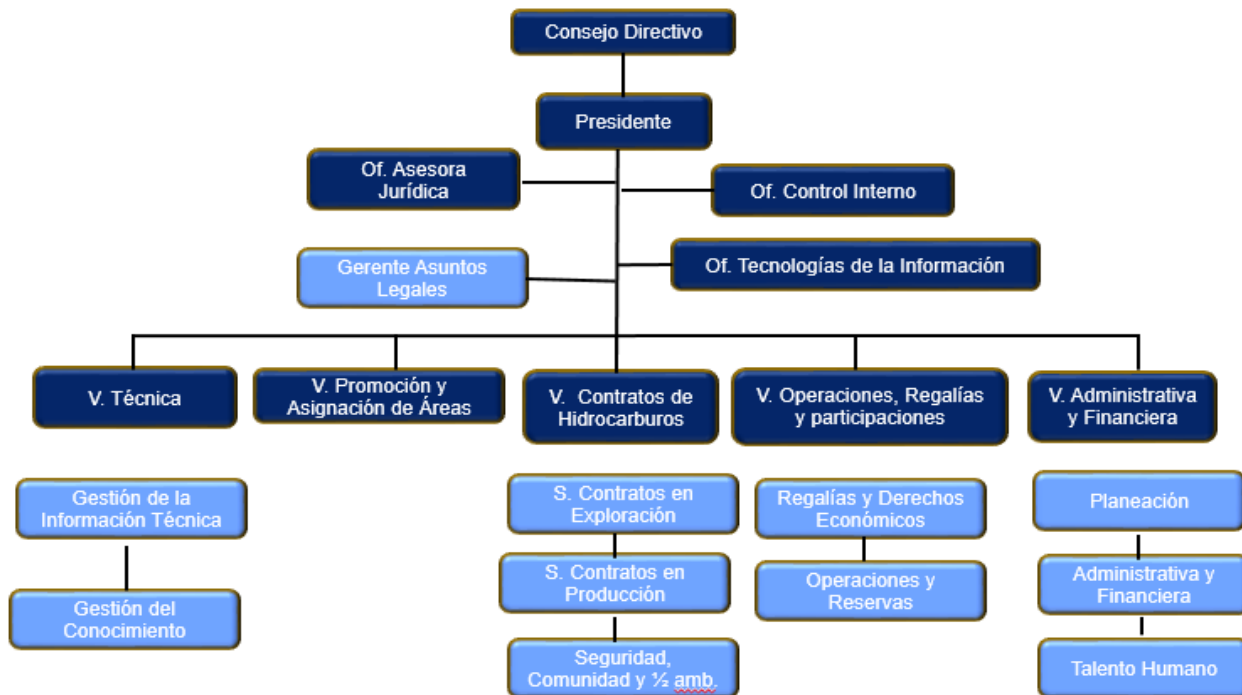 Consejo Directivo
Presidente
Of. Asesora
Jurídica
Of. Control Interno
Gerente Asuntos
Legales
Of. Tecnologías de la Información
V. Técnica
V. Promoción y
Asignación de Áreas
V. Contratos de
Hidrocarburos
V. Operaciones, Regalías
y participaciones
V. Administrativa
y Financiera
Gestión de la
Información Técnica
Gestión del
Conocimiento
S. Contratos en
Exploración
S. Contratos en
Producción
Seguridad,
Comunidad y ½ amb.
Regalías y Derechos
Económicos
Operaciones y
Reservas
Planeación
Administrativa y
Financiera
Talento Humano